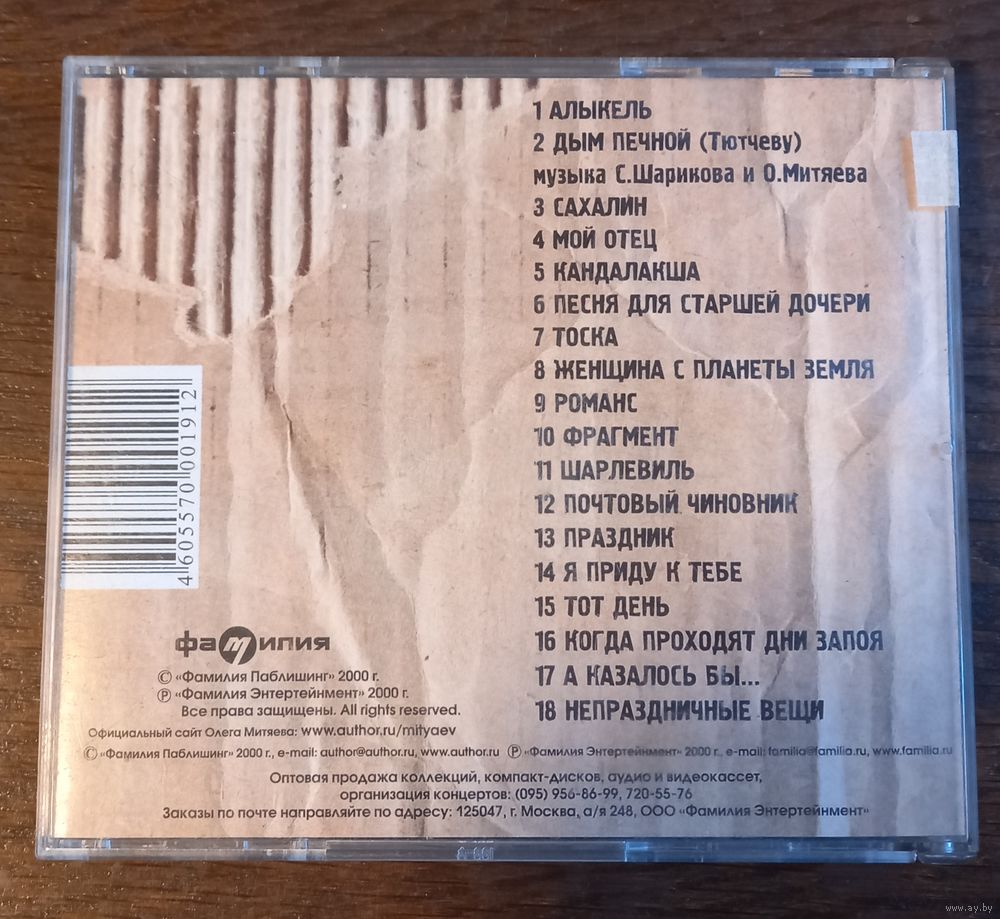 1 АЛЫКЕЛЬ
2 ДЫМ ПЕЧНОЙ (Тютчеву)
музыка С.Шарикова и О.Митяева
3 САХАЛИН
4 МОЙ ОТЕЦ
5 КАНДАЛАКША
6 ПЕСНЯ ДЛЯ СТАРШЕЙ ДОЧЕРИ
7 ТОСКА
8 ЖЕНЩИНА С ПЛАНЕТЫ ЗЕМЛЯ
9 РОМАНС
10 ФРАГМЕНТ
11 ШАРЛЕВИЛЬ
12 ПОЧТОВЫЙ ЧИНОВНИК
13 ПРАЗДНИК
14 Я ПРИДУ К ТЕБЕ
15 ТОТ ДЕНЬ
16 КОГДА ПРОХОДЯТ ДНИ ЗАПОЯ
17 А КАЗАЛОСЬ БЫ...
18 НЕПРАЗДНИЧНЫЕ ВЕЩИ
4 605570 001912
фамилия
© «Фамилия Паблишинг» 2000 г.
℗ «Фамилия Энтертейнмент» 2000 г.
Все права защищены. All rights reserved.
Официальный сайт Олега Митяева: www.author.ru/mityaev
© «Фамилия Паблишинг» 2000 г., e-mail: author@author.ru, www.author.ru ℗ «Фамилия Энтертейнмент» 2000 г., e-mail: familia@familia.ru, www.familia.ru
Оптовая продажа коллекций, компакт-дисков, аудио и видеокассет,
организация концертов: (095) 956-86-99, 720-55-76
Заказы по почте направляйте по адресу: 125047, г. Москва, а/я 248, ООО «Фамилия Энтертейнмент»
www.ay.by